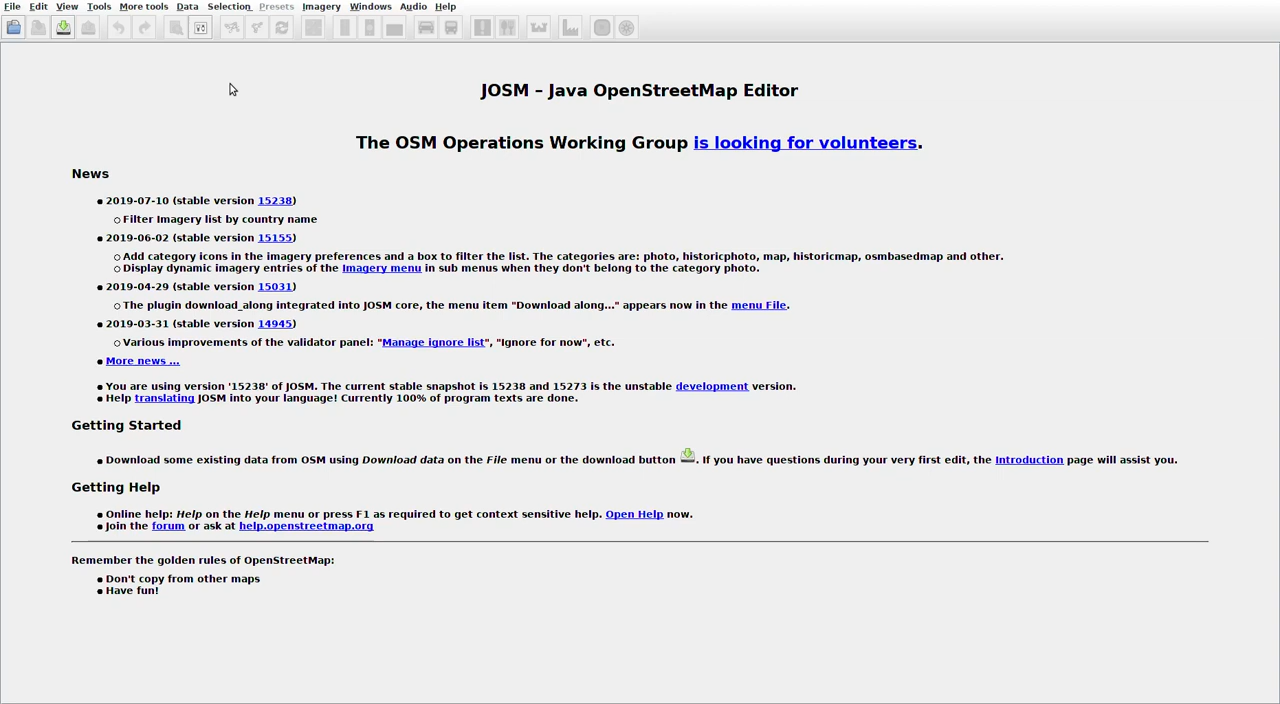 File Edit View Tools More tools Data Selection Presets Imagery Windows Audio Help
JOSM – Java OpenStreetMap Editor
The OSM Operations Working Group is looking for volunteers.
News
2019-07-10 (stable version 15238)
Filter Imagery list by country name
2019-06-02 (stable version 15155)
Add category icons in the imagery preferences and a box to filter the list. The categories are: photo, historicphoto, map, historicmap, osmbasedmap and other.
Display dynamic imagery entries of the Imagery menu in sub menus when they don't belong to the category photo.
2019-04-29 (stable version 15031)
The plugin download_along integrated into JOSM core, the menu item "Download along..." appears now in the menu File.
2019-03-31 (stable version 14945)
Various improvements of the validator panel: "Manage ignore list", "Ignore for now", etc.
More news ...
You are using version '15238' of JOSM. The current stable snapshot is 15238 and 15273 is the unstable development version.
Help translating JOSM into your language! Currently 100% of program texts are done.
Getting Started
Download some existing data from OSM using Download data on the File menu or the download button . If you have questions during your very first edit, the Introduction page will assist you.
Getting Help
Online help: Help on the Help menu or press F1 as required to get context sensitive help. Open Help now.
Join the forum or ask at help.openstreetmap.org
Remember the golden rules of OpenStreetMap:
Don't copy from other maps
Have fun!